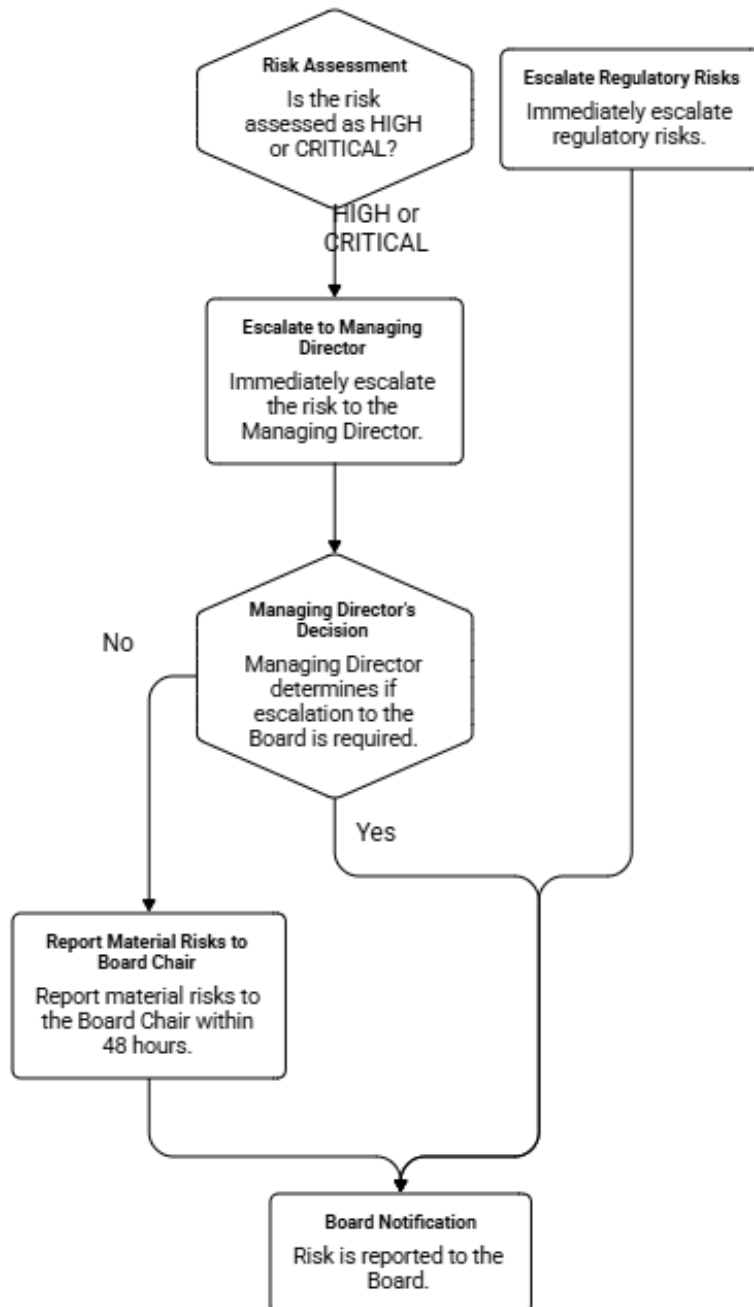 Risk Assessment
Is the risk
assessed as HIGH
or CRITICAL?
Escalate Regulatory Risks
Immediately escalate
regulatory risks.
HIGH or
CRITICAL
Escalate to Managing
Director
Immediately escalate
the risk to the
Managing Director.
Managing Director's
Decision
Managing Director
determines if
escalation to the
Board is required.
No
Yes
Report Material Risks to
Board Chair
Report material risks to
the Board Chair within
48 hours.
Board Notification
Risk is reported to the
Board.